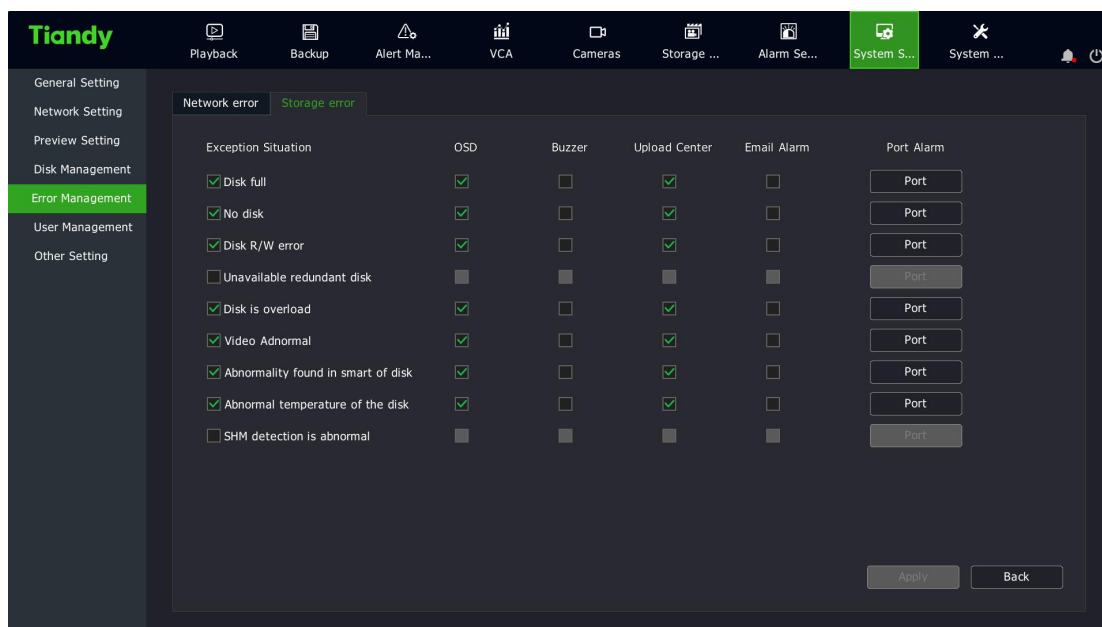 Tiandy
Playback
Backup
Alert Ma...
VCA
Cameras
Storage ...
Alarm Se...
System S...
System ...
General Setting
Network Setting
Preview Setting
Disk Management
Error Management
User Management
Other Setting
Network error
Storage error
Exception Situation OSD Buzzer Upload Center Email Alarm Port Alarm
Disk full Port
No disk Port
Disk R/W error Port
Unavailable redundant disk Port
Disk is overload Port
Video Adnormal Port
Abnormality found in smart of disk Port
Abnormal temperature of the disk Port
SHM detection is abnormal Port
Apply Back